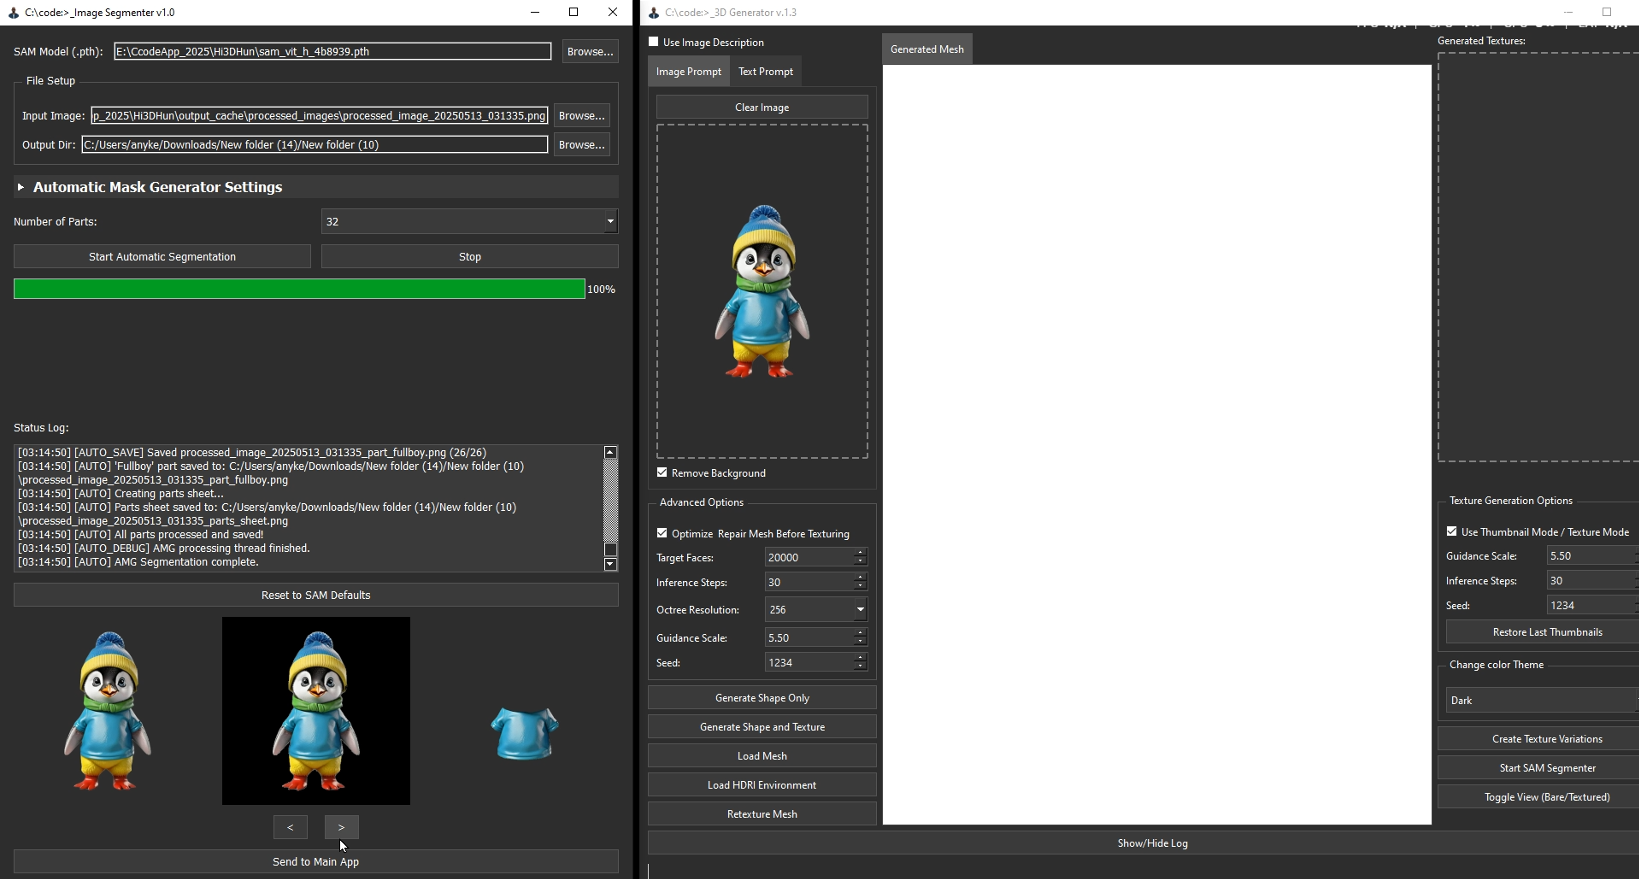 C:\code:>_Image Segmenter v1.0
SAM Model (.pth): E:\CcodeApp_2025\Hi3DHun\sam_vit_h_4b8939.pth Browse...
File Setup
Input Image: p_2025\Hi3DHun\output_cache\processed_images\processed_image_20250513_031335.png Browse...
Output Dir: C:/Users/anyke/Downloads/New folder (14)/New folder (10) Browse...
Automatic Mask Generator Settings
Number of Parts: 32
Start Automatic Segmentation Stop
100%
Status Log:
[03:14:50] [AUTO_SAVE] Saved processed_image_20250513_031335_part_fullboy.png (26/26)
[03:14:50] [AUTO] 'Fullboy' part saved to: C:/Users/anyke/Downloads/New folder (14)/New folder (10)
\processed_image_20250513_031335_part_fullboy.png
[03:14:50] [AUTO] Creating parts sheet...
[03:14:50] [AUTO] Parts sheet saved to: C:/Users/anyke/Downloads/New folder (14)/New folder (10)
\processed_image_20250513_031335_parts_sheet.png
[03:14:50] [AUTO] All parts processed and saved!
[03:14:50] [AUTO_DEBUG] AMG processing thread finished.
[03:14:50] [AUTO] AMG Segmentation complete.
Reset to SAM Defaults
< >
Send to Main App
C:\code:>_3D Generator v.1.3
Use Image Description
Image Prompt Text Prompt
Clear Image
Remove Background
Advanced Options
Optimize Repair Mesh Before Texturing
Target Faces: 20000
Inference Steps: 30
Octree Resolution: 256
Guidance Scale: 5.50
Seed: 1234
Generate Shape Only
Generate Shape and Texture
Load Mesh
Load HDRI Environment
Retexture Mesh
Generated Mesh
Generated Textures:
Texture Generation Options
Use Thumbnail Mode / Texture Mode
Guidance Scale: 5.50
Inference Steps: 30
Seed: 1234
Restore Last Thumbnails
Change color Theme
Dark
Create Texture Variations
Start SAM Segmenter
Toggle View (Bare/Textured)
Show/Hide Log